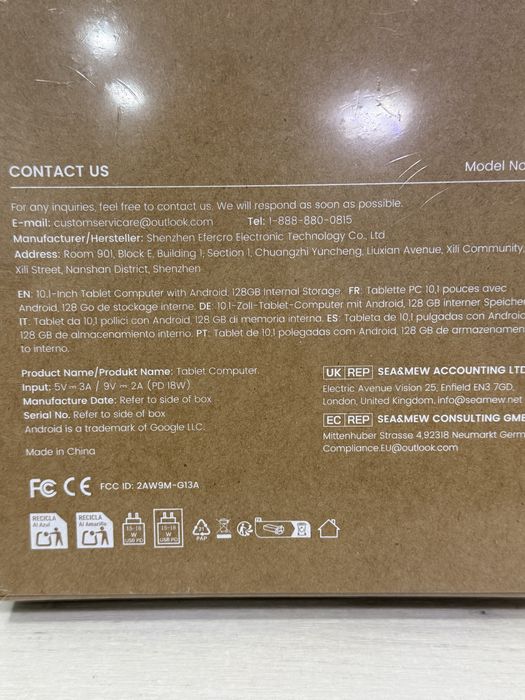 CONTACT US
Model No
For any inquiries, feel free to contact us. We will respond as soon as possible.
E-mail: customservicare@outlook.com Tel: 1-888-880-0815
Manufacturer/Hersteller: Shenzhen Efercro Electronic Technology Co., Ltd
Address: Room 901, Block E, Building 1, Section 1, Chuangzhi Yuncheng, Liuxian Avenue, Xili Community,
Xili Street, Nanshan District, Shenzhen
EN: 10.1-Inch Tablet Computer with Android, 128GB Internal Storage. FR: Tablette PC 10,1 pouces avec
Android, 128 Go de stockage interne. DE: 10,1-Zoll-Tablet-Computer mit Android, 128 GB interner Speicher
IT: Tablet da 10,1 pollici con Android, 128 GB di memoria interna. ES: Tableta de 10,1 pulgadas con Android
128 GB de almacenamiento interno. PT: Tablet de 10,1 polegadas com Android, 128 GB de armazenamen
to interno.
Product Name/Produkt Name: Tablet Computer.
Input: 5V⎓3A / 9V⎓2A (PD 18W)
Manufacture Date: Refer to side of box
Serial No. Refer to side of box
Android is a trademark of Google LLC.
Made in China
UK REP SEA&MEW ACCOUNTING LTD
Electric Avenue Vision 25, Enfield EN3 7GD,
London, United Kingdom, info@seamew.net
EC REP SEA&MEW CONSULTING GMB
Mittenhuber Strasse 4,92318 Neumarkt Germ
Compliance.EU@outlook.com
FC CE FCC ID: 2AW9M-G13A
RECICLA Al Azul
RECICLA Al Amarillo
15-18 W USB PD
15-18 W USB PD
21 PAP